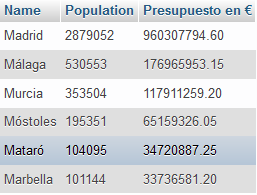 Name Population Presupuesto en €
Madrid 2879052 960307794.60
Málaga 530553 176965953.15
Murcia 353504 117911259.20
Móstoles 195351 65159326.05
Mataró 104095 34720887.25
Marbella 101144 33736581.20